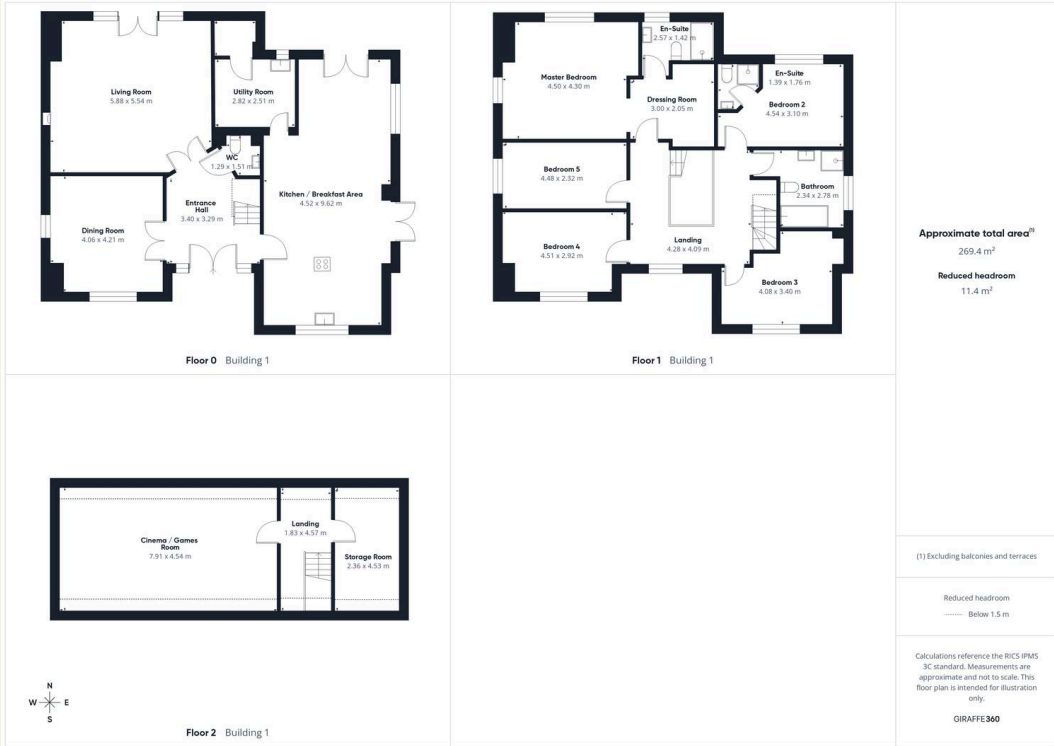 Living Room
5.88 x 5.54 m
Utility Room
2.82 x 2.51 m
WC
1.29 x 1.51 m
Entrance
Hall
3.40 x 3.29 m
Kitchen / Breakfast Area
4.52 x 9.62 m
Dining Room
4.06 x 4.21 m
Floor 0 Building 1
En-Suite
2.57 x 1.42 m
Master Bedroom
4.50 x 4.30 m
Dressing Room
3.00 x 2.05 m
En-Suite
1.39 x 1.76 m
Bedroom 2
4.54 x 3.10 m
Bedroom 5
4.48 x 2.32 m
Bathroom
2.34 x 2.78 m
Bedroom 4
4.51 x 2.92 m
Landing
4.28 x 4.09 m
Bedroom 3
4.08 x 3.40 m
Floor 1 Building 1
Cinema / Games
Room
7.91 x 4.54 m
Landing
1.83 x 4.57 m
Storage Room
2.36 x 4.53 m
N
W E
S
Floor 2 Building 1
Approximate total area(1)
269.4 m²
Reduced headroom
11.4 m²
(1) Excluding balconies and terraces
Reduced headroom
Below 1.5 m
Calculations reference the RICS IPMS
3C standard. Measurements are
approximate and not to scale. This
floor plan is intended for illustration
only.
GIRAFFE360